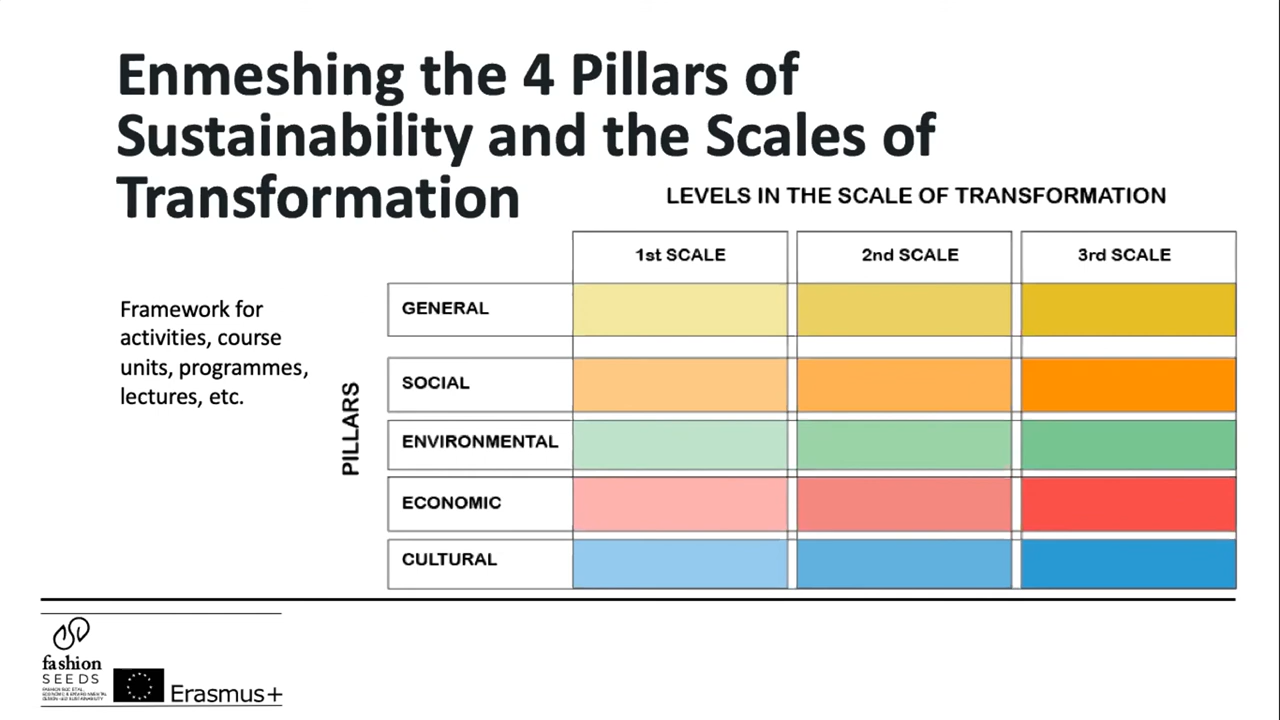 Enmeshing the 4 Pillars of
Sustainability and the Scales of
Transformation
LEVELS IN THE SCALE OF TRANSFORMATION
1st SCALE
2nd SCALE
3rd SCALE
Framework for
activities, course
units, programmes,
lectures, etc.
PILLARS
GENERAL
SOCIAL
ENVIRONMENTAL
ECONOMIC
CULTURAL
fashion
SEEDS
Erasmus+